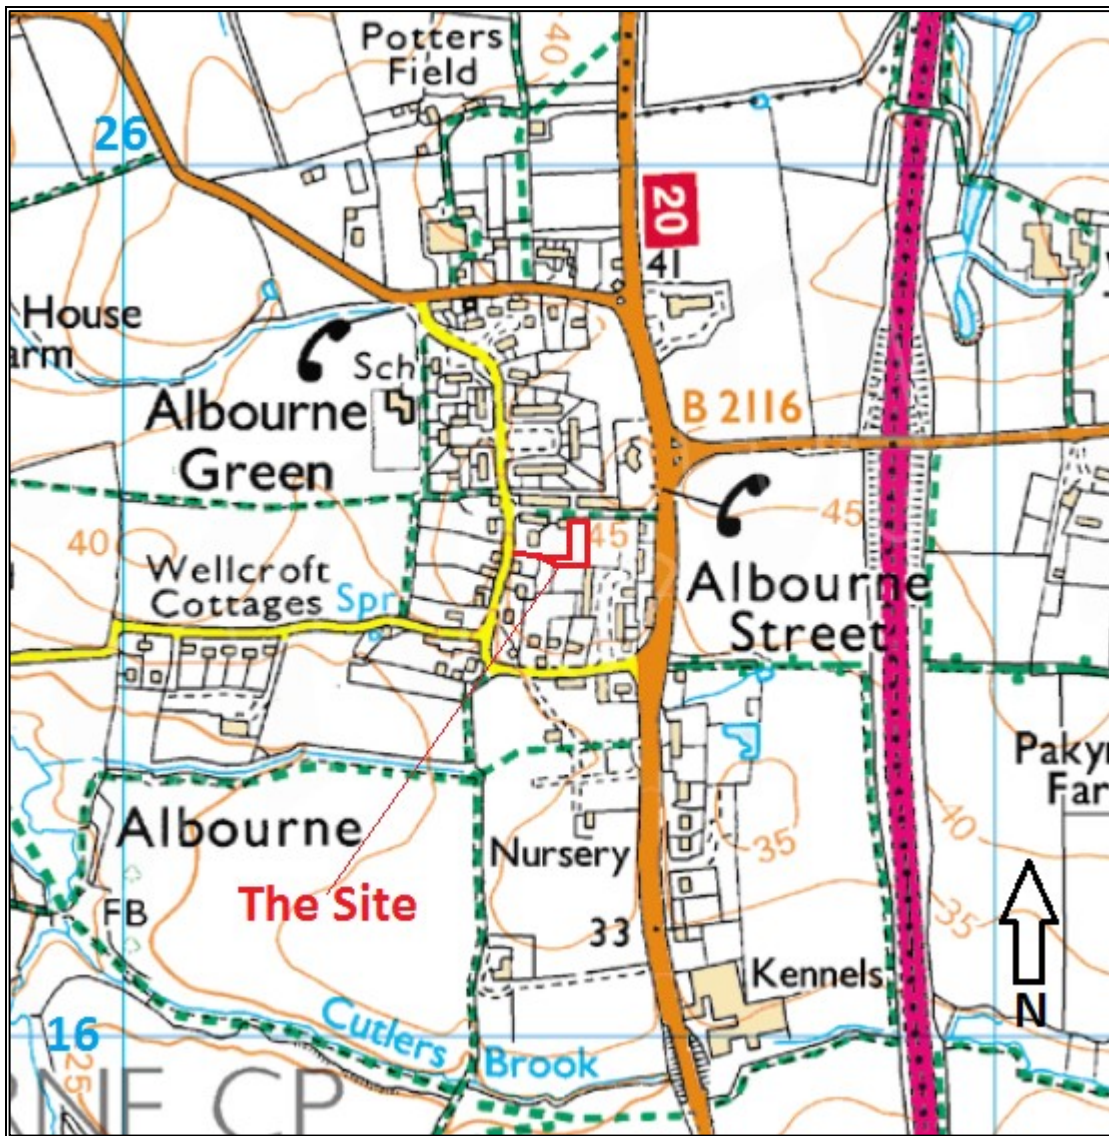 Potters
Field
40
26
20
41
House
arm
Sch
B 2116
Albourne
Green
45
45
40
Wellcroft
Cottages
Spr
Albourne
Street
Pakyn
Far
40
Albourne
35
Nursery
The Site
FB
33
35
Kennels
N
Cutlers
Brook
16
25
RNE CP